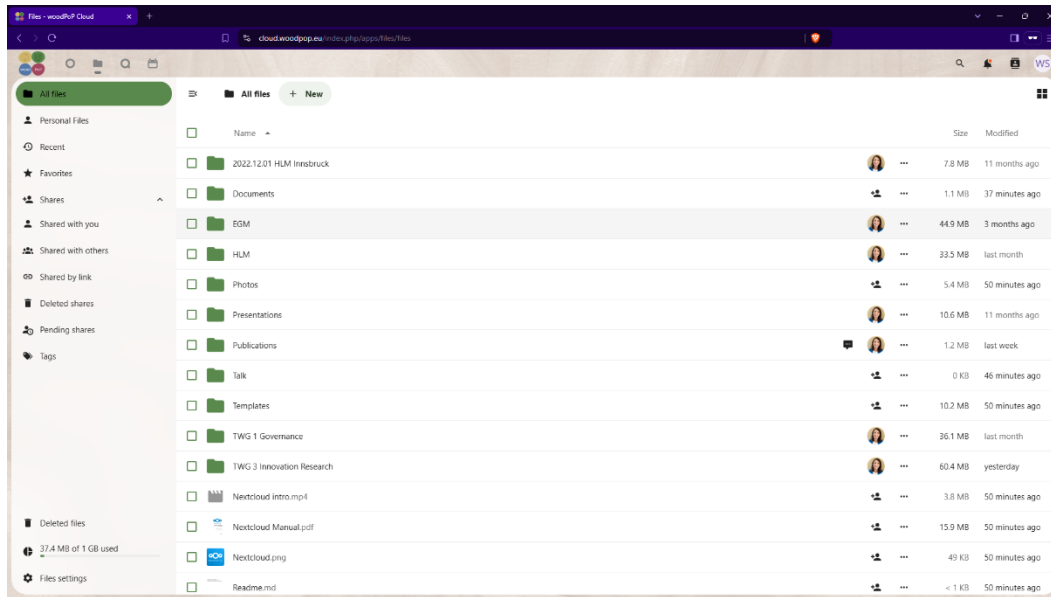 Files - woodPoP Cloud
cloud.woodpop.eu/index.php/apps/files/files
WS
All files
Personal Files
Recent
Favorites
Shares
Shared with you
Shared with others
Shared by link
Deleted shares
Pending shares
Tags
Deleted files
37.4 MB of 1 GB used
Files settings
All files + New
Name Size Modified
2022.12.01 HLM Innsbruck 7.8 MB 11 months ago
Documents 1.1 MB 37 minutes ago
EGM 44.9 MB 3 months ago
HLM 33.5 MB last month
Photos 5.4 MB 50 minutes ago
Presentations 10.6 MB 11 months ago
Publications 1.2 MB last week
Talk 0 KB 46 minutes ago
Templates 10.2 MB 50 minutes ago
TWG 1 Governance 36.1 MB last month
TWG 3 Innovation Research 60.4 MB yesterday
Nextcloud intro.mp4 3.8 MB 50 minutes ago
Nextcloud Manual.pdf 15.9 MB 50 minutes ago
Nextcloud.png 49 KB 50 minutes ago
Readme.md < 1 KB 50 minutes ago